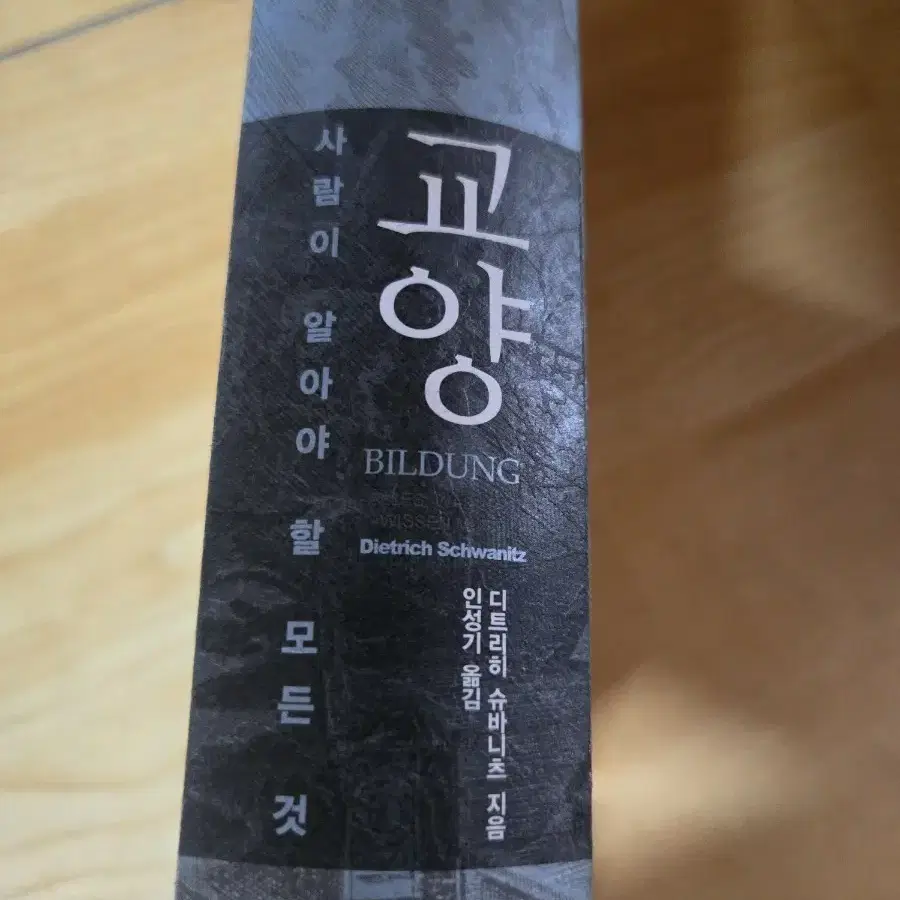 사람이 알아야 할 모든 것
교양
BILDUNG
Dietrich Schwanitz
디트리히 슈바니츠 지음
인성기 옮김